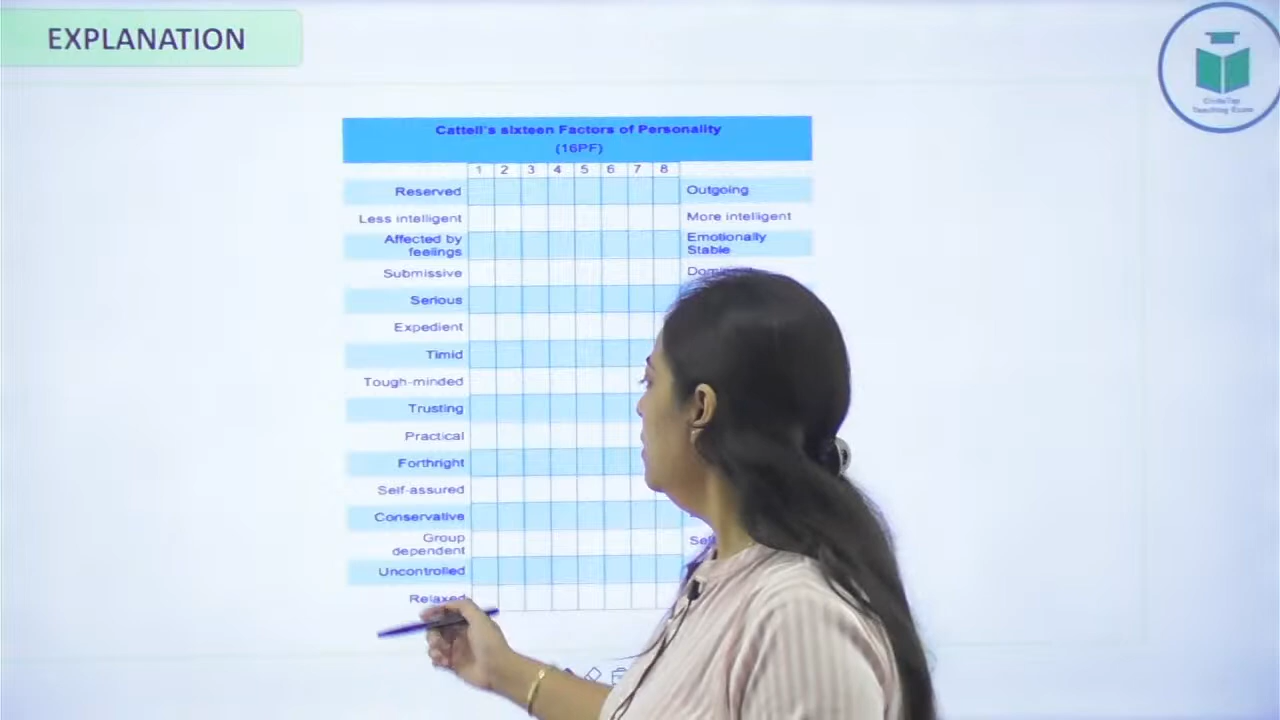 EXPLANATION
Cattell's sixteen Factors of Personality
(16PF)
1 2 3 4 5 6 7 8
Reserved Outgoing
Less intelligent More intelligent
Affected by Emotionally
feelings Stable
Submissive
Serious
Expedient
Timid
Tough-minded
Trusting
Practical
Forthright
Self-assured
Conservative
Group
dependent
Uncontrolled
Relaxed
Teaching Exam